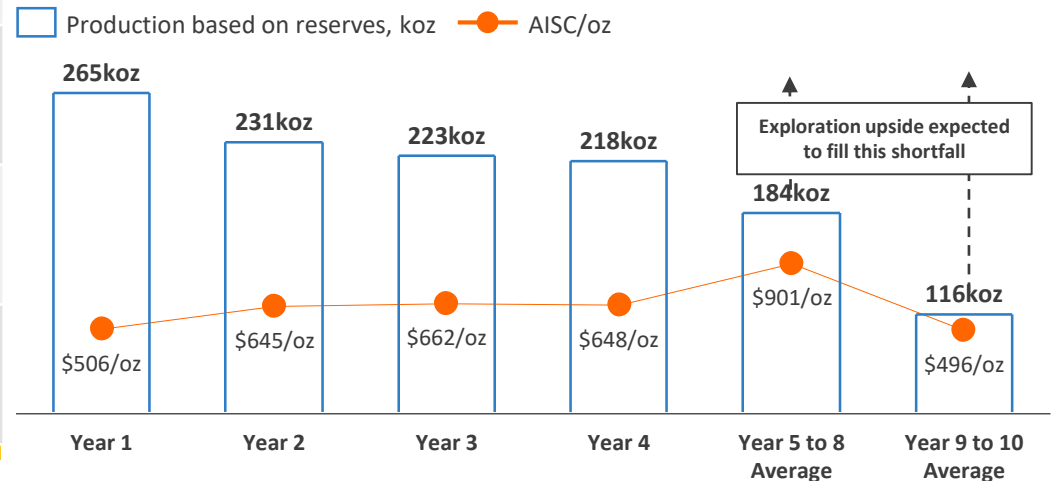 Production based on reserves, koz
AISC/oz
265koz
231koz
223koz
218koz
Exploration upside expected
to fill this shortfall
184koz
116koz
$506/oz
$645/oz
$662/oz
$648/oz
$901/oz
$496/oz
Year 1
Year 2
Year 3
Year 4
Year 5 to 8
Average
Year 9 to 10
Average